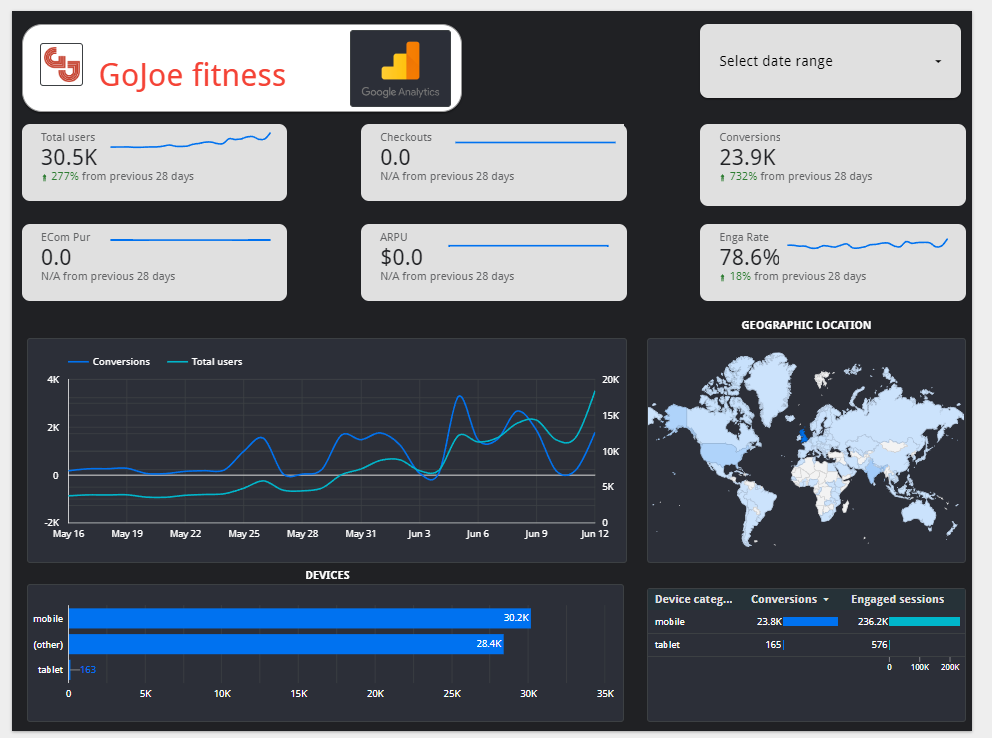 GoJoe fitness
Google Analytics
Select date range
Total users
30.5K
277% from previous 28 days
Checkouts
0.0
N/A from previous 28 days
Conversions
23.9K
732% from previous 28 days
ECom Pur
0.0
N/A from previous 28 days
ARPU
$0.0
N/A from previous 28 days
Enga Rate
78.6%
18% from previous 28 days
Conversions Total users
4K 20K
15K
2K
10K
0
5K
-2K 0
May 16 May 19 May 22 May 25 May 28 May 31 Jun 3 Jun 6 Jun 9 Jun 12
GEOGRAPHIC LOCATION
DEVICES
mobile 30.2K
(other) 28.4K
tablet 163
0 5K 10K 15K 20K 25K 30K 35K
Device categ... Conversions Engaged sessions
mobile 23.8K 236.2K
tablet 165 576
0 100K 200K